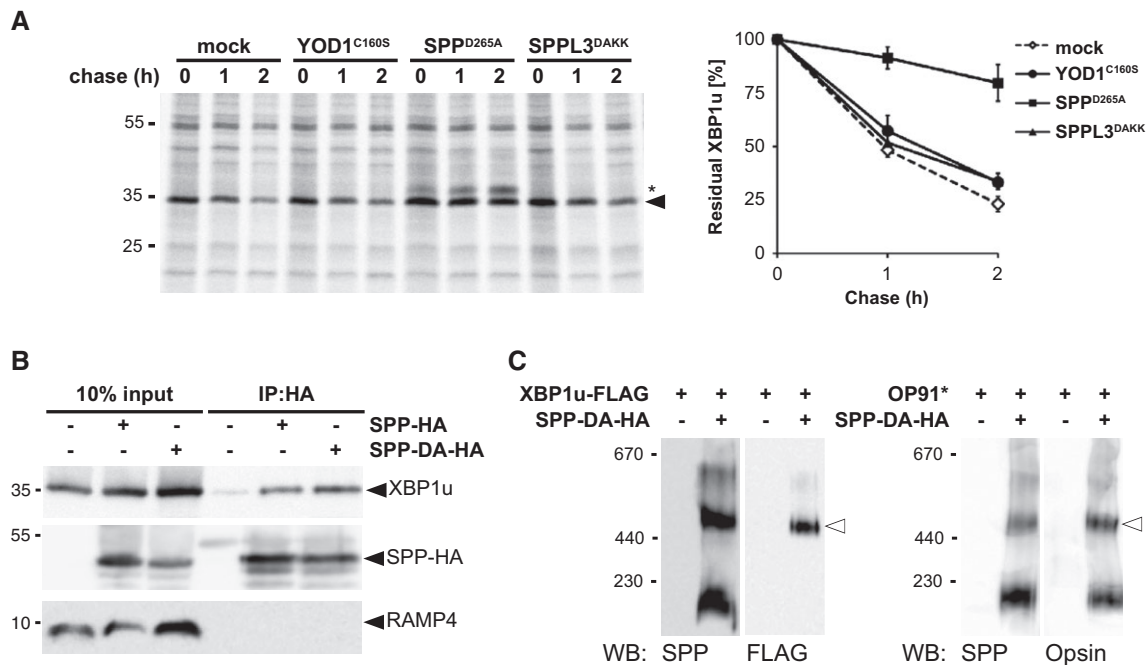 A
mock YOD1C160S SPPD265A SPPL3DAKK
chase (h) 0 1 2 0 1 2 0 1 2 0 1 2
55
35
25
*
Residual XBP1u [%]
100
75
50
25
0
0 1 2
Chase (h)
mock
YOD1C160S
SPPD265A
SPPL3DAKK
B
10% input IP:HA
- + - - + - SPP-HA
- - + - - + SPP-DA-HA
35 XBP1u
55
SPP-HA
10 RAMP4
C
XBP1u-FLAG + + + +
SPP-DA-HA - + - +
670
440
230
WB: SPP FLAG
OP91* + + + +
SPP-DA-HA - + - +
670
440
230
WB: SPP Opsin